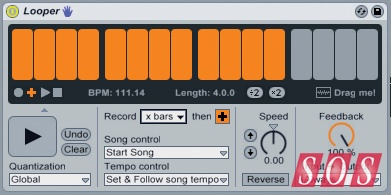 Looper
BPM: 111.14
Length: 4.0.0
÷2
×2
Drag me!
Record
x bars
then
Speed
Feedback
Undo
Clear
Song control
Start Song
0.00
100 %
Quantization
Global
Tempo control
Set & Follow song tempo
Reverse
SOS